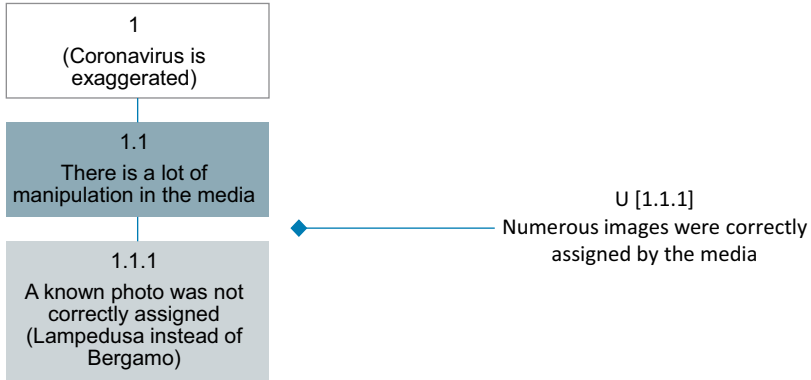 1
(Coronavirus is
exaggerated)
1.1
There is a lot of
manipulation in the media
1.1.1
A known photo was not
correctly assigned
(Lampedusa instead of
Bergamo)
U [1.1.1]
Numerous images were correctly
assigned by the media